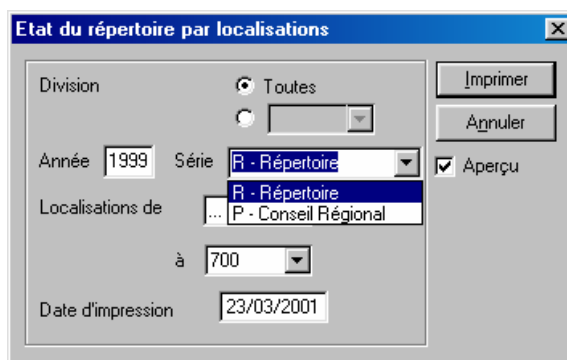 Etat du répertoire par localisations
Division Toutes Imprimer
Annuler
Année 1999 Série R - Répertoire Aperçu
R - Répertoire
Localisations de ... P - Conseil Régional
à 700
Date d'impression 23/03/2001